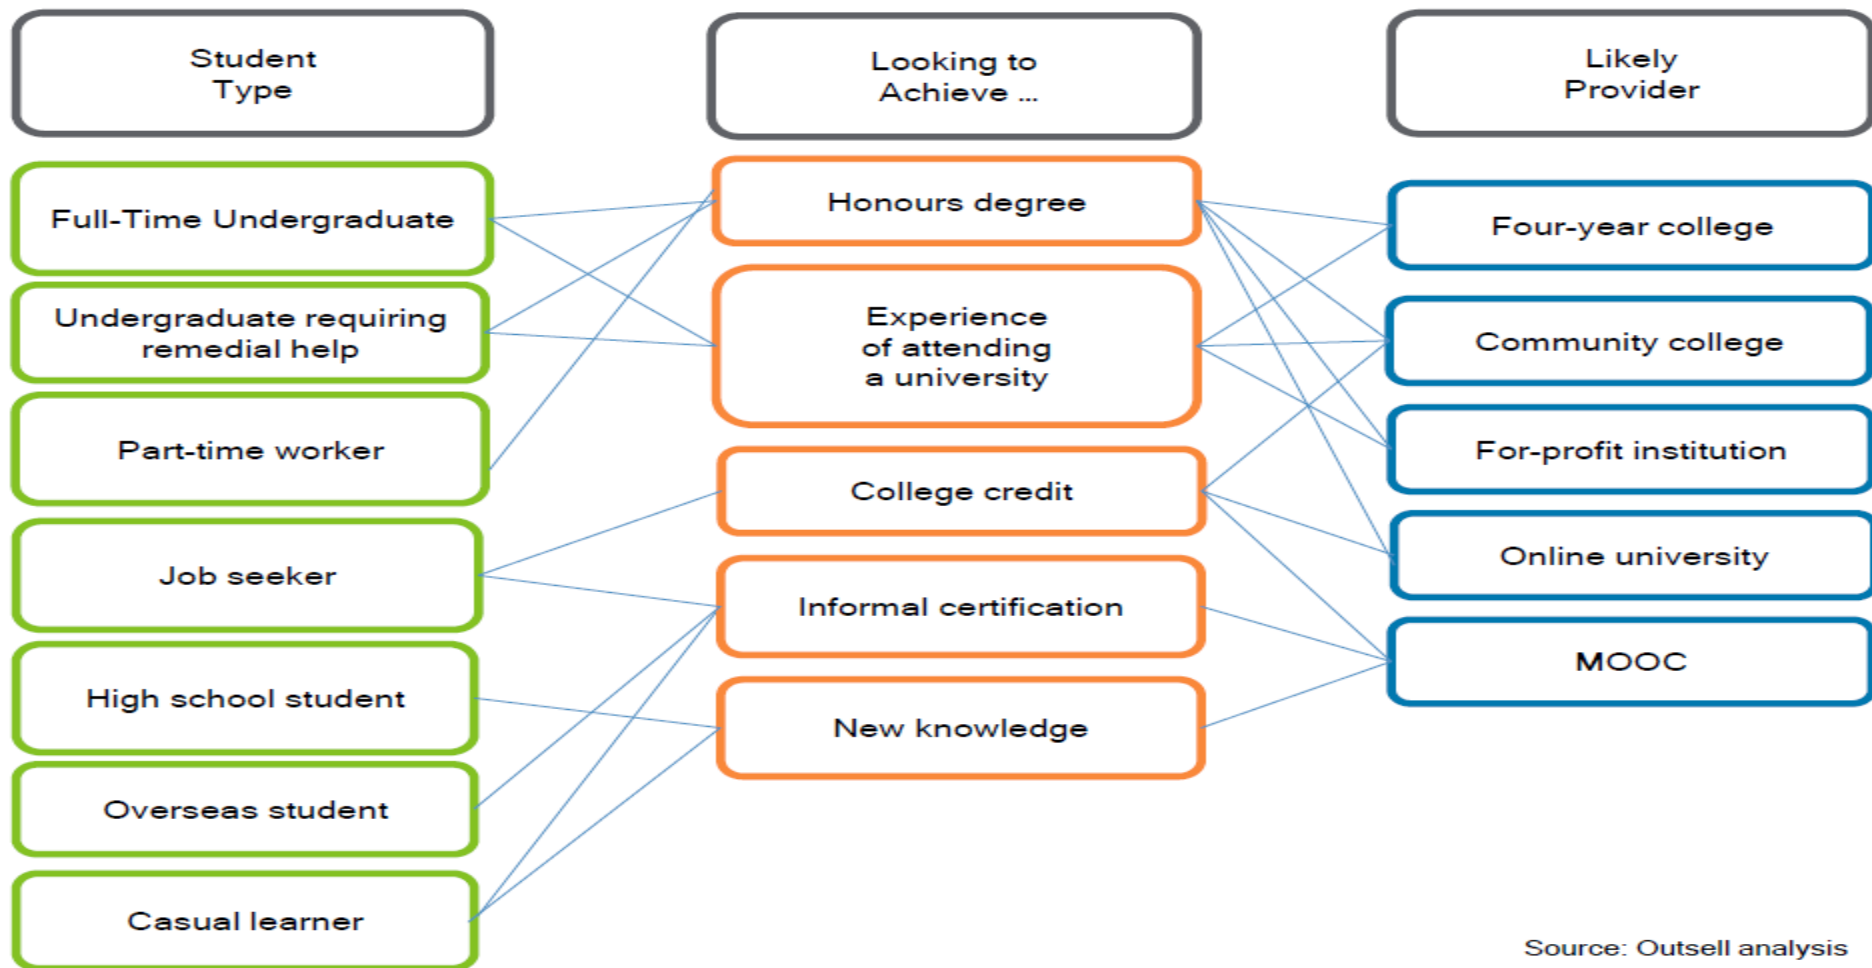 Student
Type
Looking to
Achieve ...
Likely
Provider
Full-Time Undergraduate
Undergraduate requiring
remedial help
Part-time worker
Job seeker
High school student
Overseas student
Casual learner
Honours degree
Experience
of attending
a university
College credit
Informal certification
New knowledge
Four-year college
Community college
For-profit institution
Online university
MOOC
Source: Outsell analysis